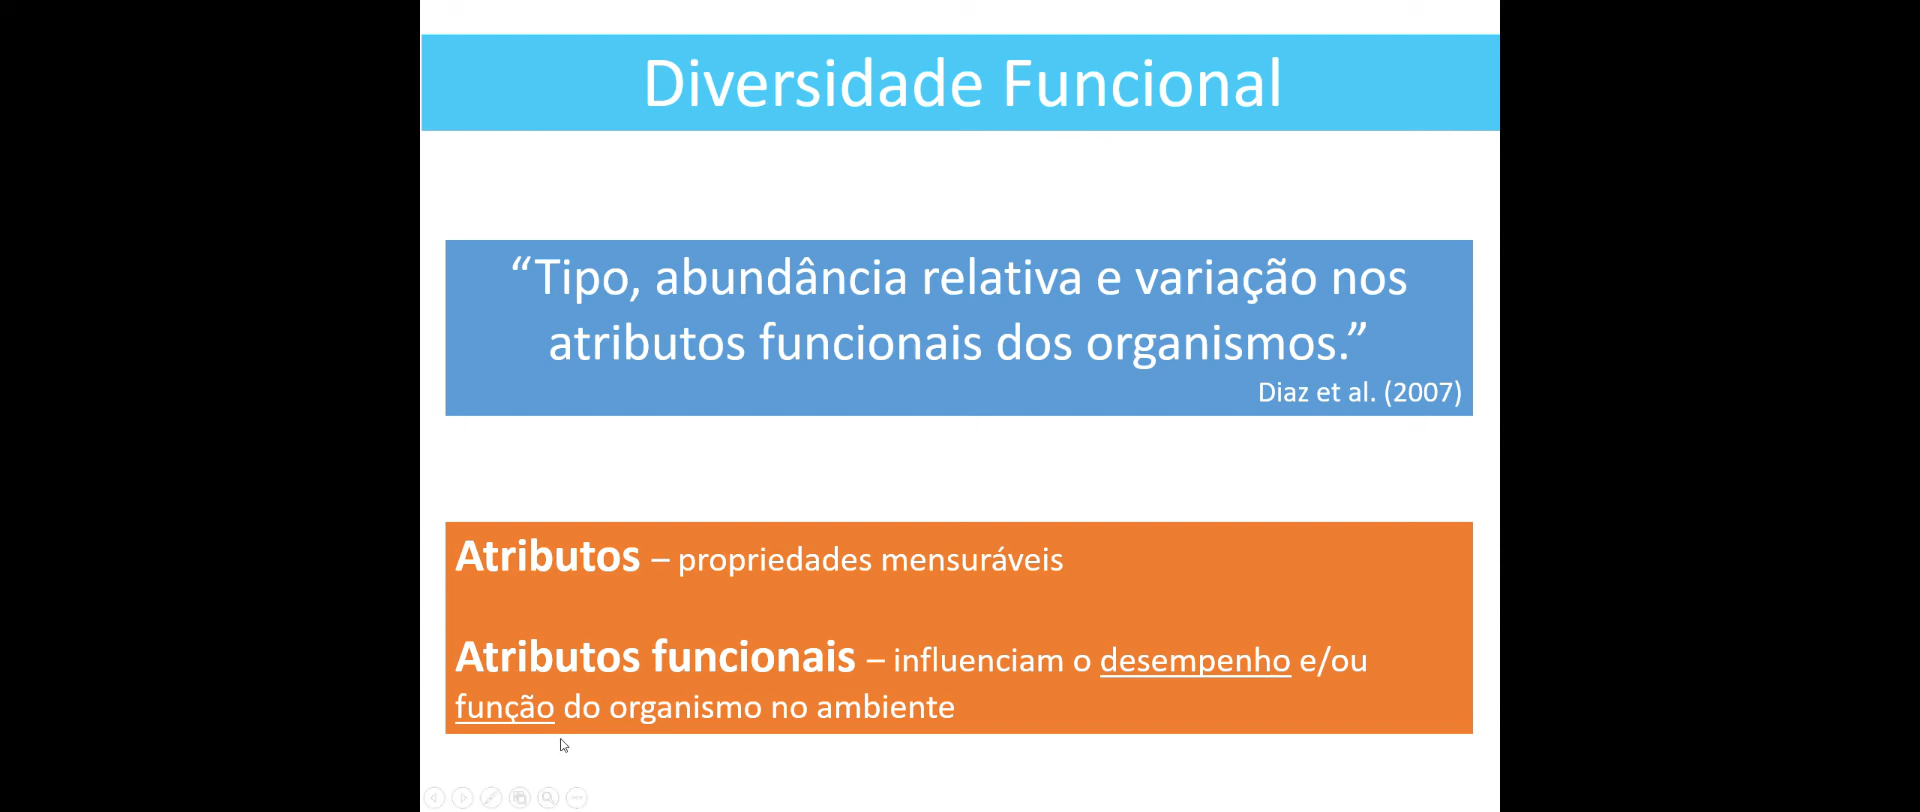 Diversidade Funcional
“Tipo, abundância relativa e variação nos
atributos funcionais dos organismos.”
Diaz et al. (2007)
Atributos – propriedades mensuráveis
Atributos funcionais – influenciam o desempenho e/ou
função do organismo no ambiente